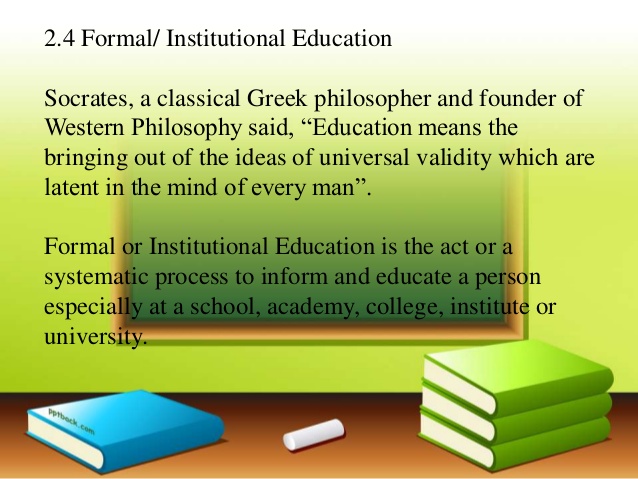 2.4 Formal/ Institutional Education
Socrates, a classical Greek philosopher and founder of
Western Philosophy said, “Education means the
bringing out of the ideas of universal validity which are
latent in the mind of every man”.
Formal or Institutional Education is the act or a
systematic process to inform and educate a person
especially at a school, academy, college, institute or
university.
pptback.com